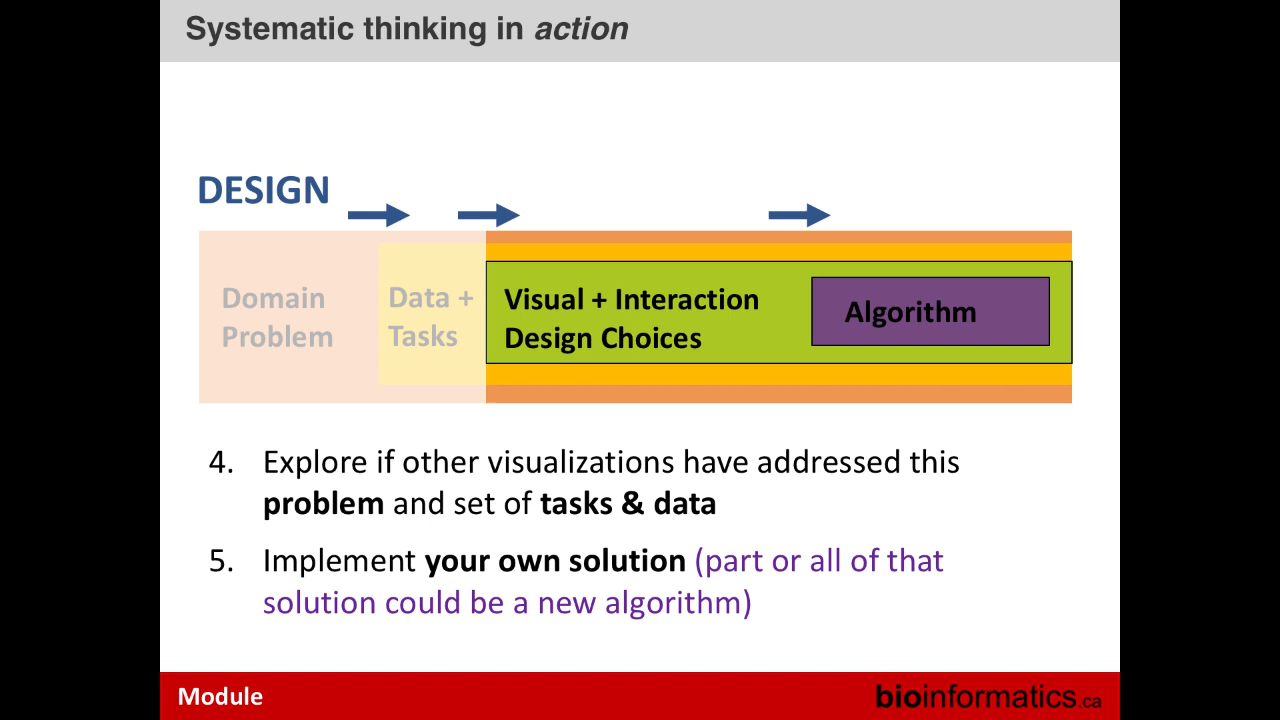 Systematic thinking in action
DESIGN
Domain
Problem
Data +
Tasks
Visual + Interaction
Design Choices
Algorithm
4. Explore if other visualizations have addressed this
problem and set of tasks & data
5. Implement your own solution (part or all of that
solution could be a new algorithm)
Module
bioinformatics.ca